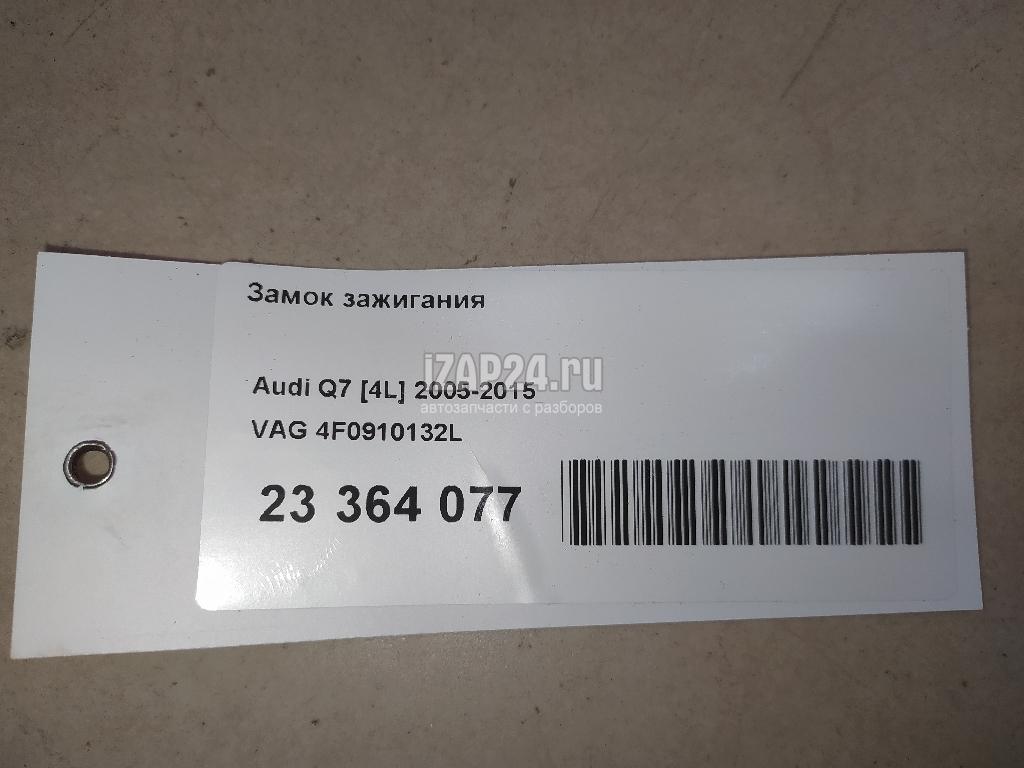 Замок зажигания
iZAP24.ru
Audi Q7 [4L] 2005-2015
автозапчасти с разборов
VAG 4F0910132L
23 364 077